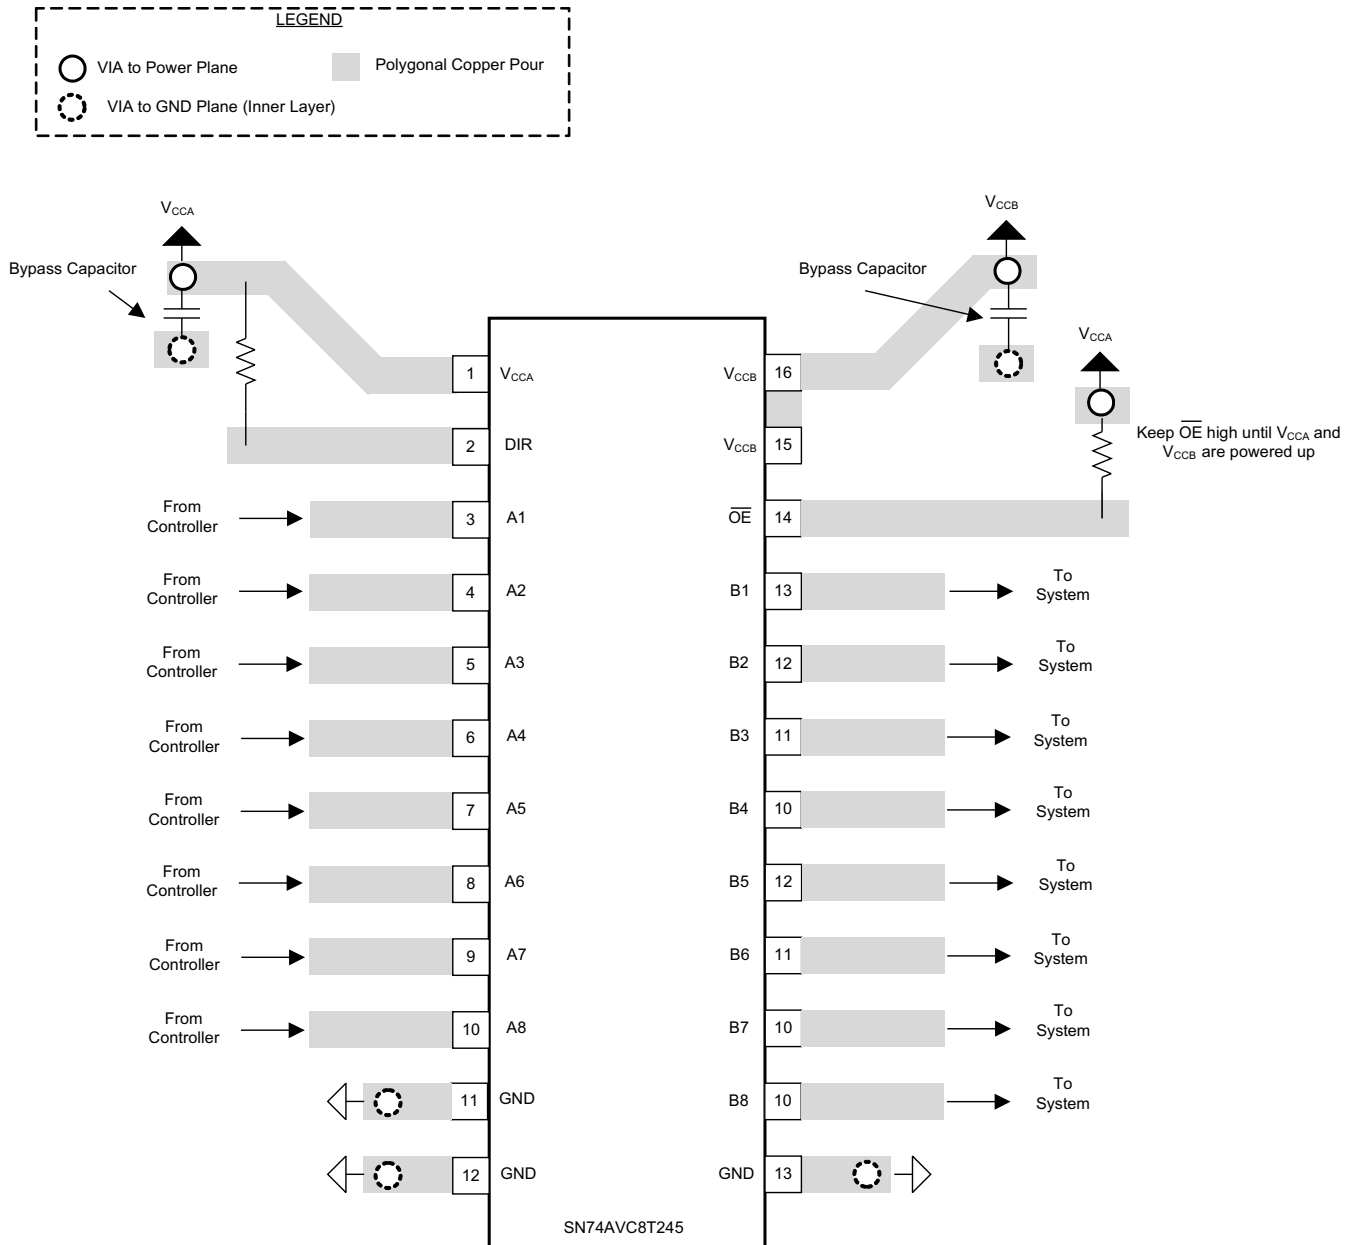 LEGEND
VIA to Power Plane
Polygonal Copper Pour
VIA to GND Plane (Inner Layer)
VCCA
VCCB
Bypass Capacitor
Bypass Capacitor
VCCA
Keep O̅E̅ high until VCCA and
VCCB are powered up
1 VCCA
VCCB 16
2 DIR
VCCB 15
From
Controller
3 A1
O̅E̅ 14
From
Controller
4 A2
B1 13
To
System
From
Controller
5 A3
B2 12
To
System
From
Controller
6 A4
B3 11
To
System
From
Controller
7 A5
B4 10
To
System
From
Controller
8 A6
B5 12
To
System
From
Controller
9 A7
B6 11
To
System
From
Controller
10 A8
B7 10
To
System
11 GND
B8 10
To
System
12 GND
GND 13
SN74AVC8T245